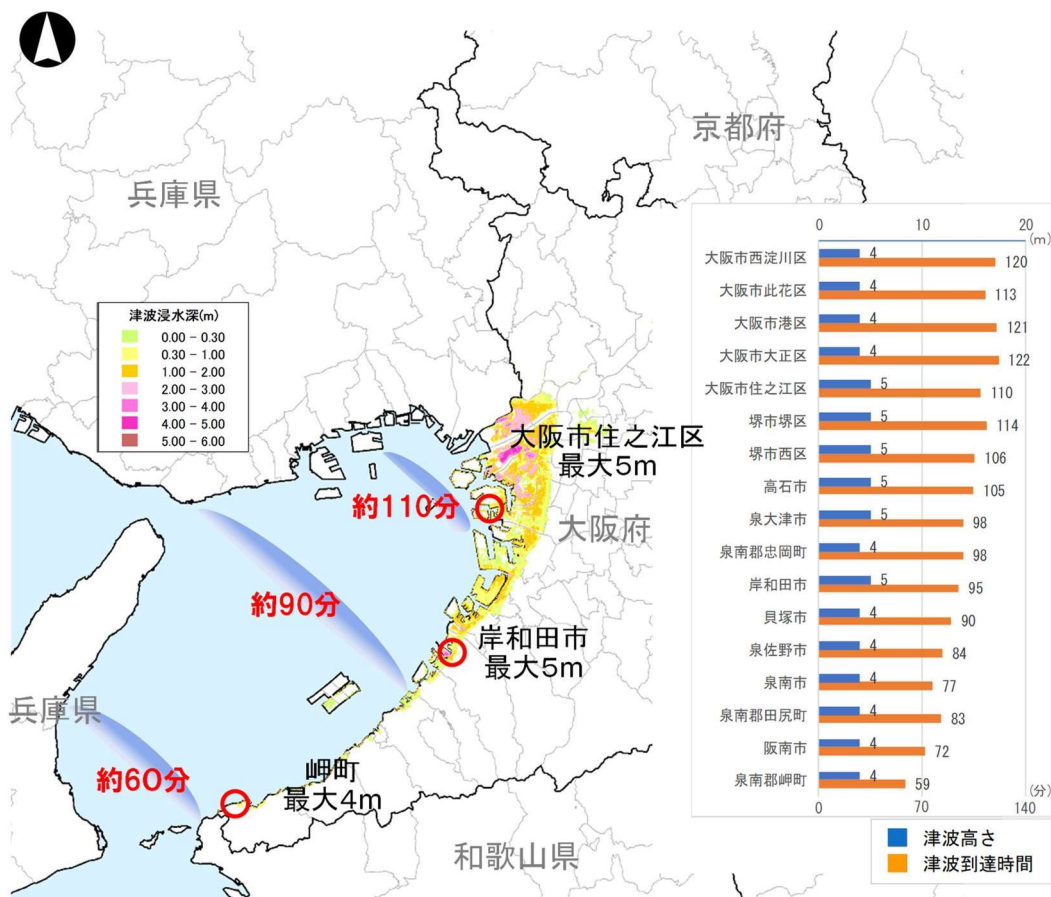 京都府
兵庫県
津波浸水深(m)
0.00 – 0.30
0.30 – 1.00
1.00 – 2.00
2.00 – 3.00
3.00 – 4.00
4.00 – 5.00
5.00 – 6.00
大阪市住之江区
最大5m
約110分
大阪府
約90分
岸和田市
最大5m
兵庫県
約60分
岬町
最大4m
和歌山県
0 10 20
(m)
大阪市西淀川区 4 120
大阪市此花区 4 113
大阪市港区 4 121
大阪市大正区 4 122
大阪市住之江区 5 110
堺市堺区 5 114
堺市西区 5 106
高石市 5 105
泉大津市 5 98
泉南郡忠岡町 4 98
岸和田市 5 95
貝塚市 4 90
泉佐野市 4 84
泉南市 4 77
泉南郡田尻町 4 83
阪南市 4 72
泉南郡岬町 4 59
0 70 140
(分)
津波高さ
津波到達時間